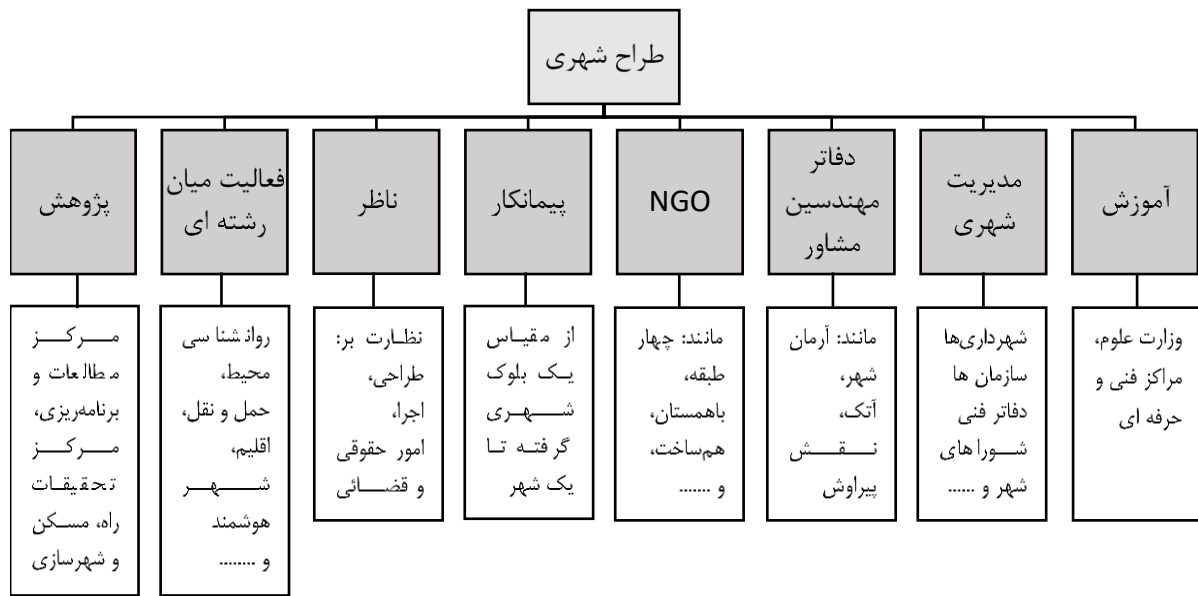 طراح شهری
آموزش
مدیریت
شهری
دفاتر
مهندسین
مشاور
NGO
پیمانکار
ناظر
فعالیت میان
رشته ای
پژوهش
وزارت علوم،
مراکز فنی و
حرفه ای
شهرداری‌ها
سازمان ها
دفاتر فنی
شوراهای
شهر و ......
مانند: آرمان
شهر،
آتک،
نقش
پیراوش
مانند: چهار
طبقه،
باهمستان،
هم‌ساخت،
و .......
از مقیاس
یک بلوک
شهری
گرفته تا
یک شهر
نظارت بر:
طراحی،
اجرا،
امور حقوقی
و قضائی
روانشناسی
محیط،
حمل و نقل،
اقلیم،
شهر
هوشمند
و ........
مرکز
مطالعات و
برنامه‌ریزی،
مرکز
تحقیقات
راه، مسکن
و شهرسازی